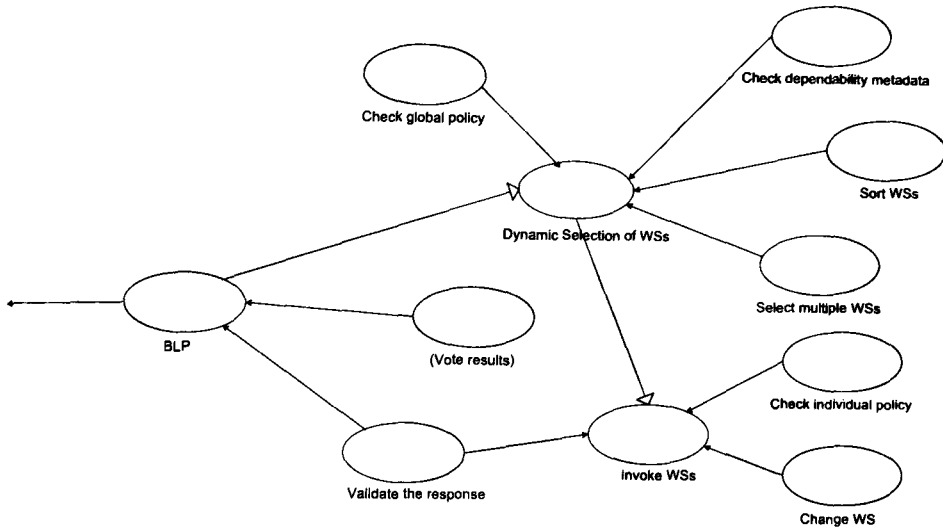 Check dependability metadata
Check global policy
Sort WSs
Dynamic Selection of WSs
Select multiple WSs
BLP
(Vote results)
Check individual policy
Invoke WSs
Validate the response
Change WS